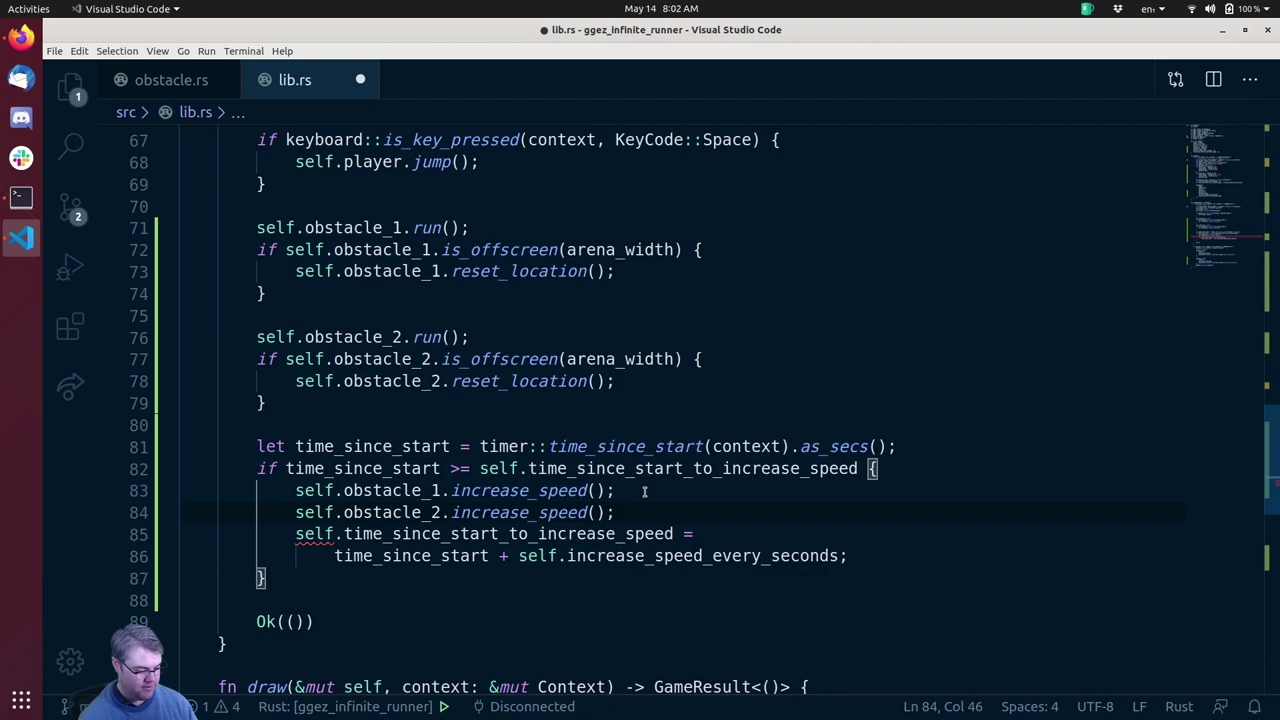 Activities
Visual Studio Code
May 14 8:02 AM
en
100 %
lib.rs - ggez_infinite_runner - Visual Studio Code
File Edit Selection View Go Run Terminal Help
obstacle.rs
lib.rs
src > lib.rs > ...
67 if keyboard::is_key_pressed(context, KeyCode::Space) {
68 self.player.jump();
69 }
70
71 self.obstacle_1.run();
72 if self.obstacle_1.is_offscreen(arena_width) {
73 self.obstacle_1.reset_location();
74 }
75
76 self.obstacle_2.run();
77 if self.obstacle_2.is_offscreen(arena_width) {
78 self.obstacle_2.reset_location();
79 }
80
81 let time_since_start = timer::time_since_start(context).as_secs();
82 if time_since_start >= self.time_since_start_to_increase_speed {
83 self.obstacle_1.increase_speed();
84 self.obstacle_2.increase_speed();
85 self.time_since_start_to_increase_speed =
86 time_since_start + self.increase_speed_every_seconds;
87 }
88
89 Ok(())
}
fn draw(&mut self, context: &mut Context) -> GameResult<()> {
1
2
1 4
Rust: [ggez_infinite_runner]
Disconnected
Ln 84, Col 46
Spaces: 4
UTF-8
LF
Rust